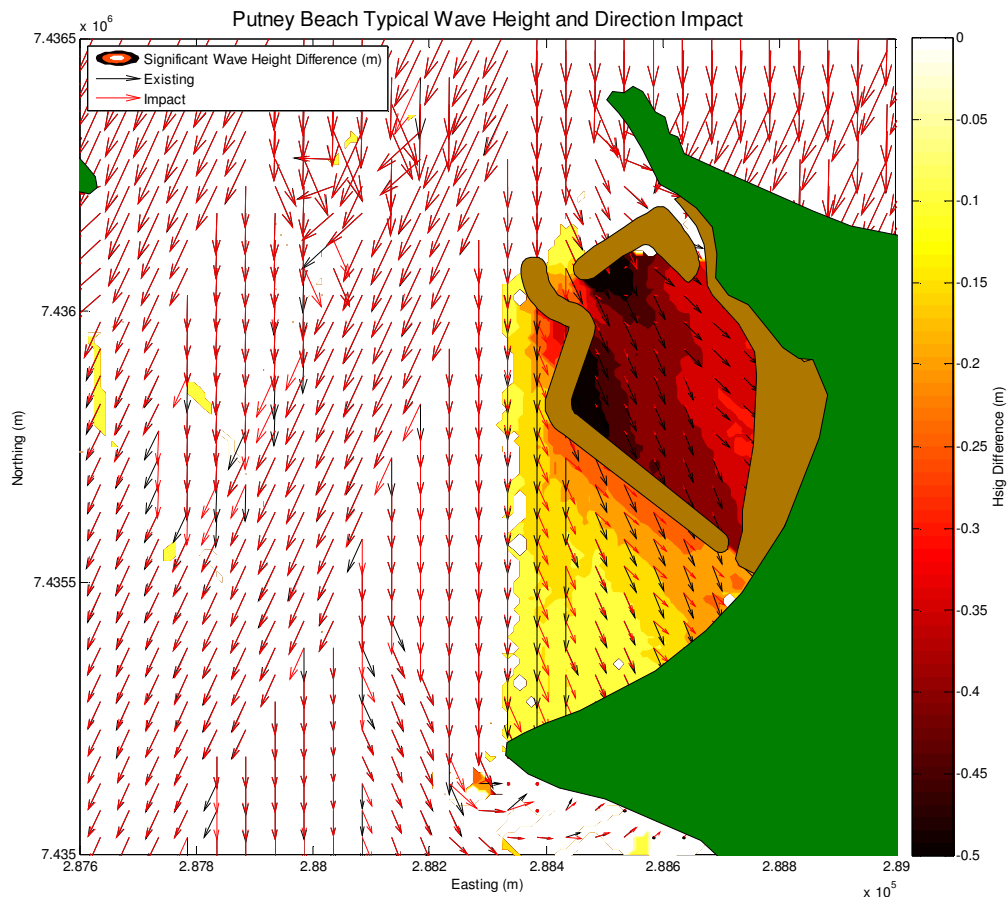 Putney Beach Typical Wave Height and Direction Impact
x 10^6
7.4365
7.436
7.4355
7.435
Northing (m)
Significant Wave Height Difference (m)
Existing
Impact
2.876
2.878
2.88
2.882
2.884
2.886
2.888
2.89
Easting (m)
x 10^5
0
-0.1
-0.15
-0.2
-0.25
-0.3
-0.35
-0.4
-0.45
-0.5
Hsig Difference (m)